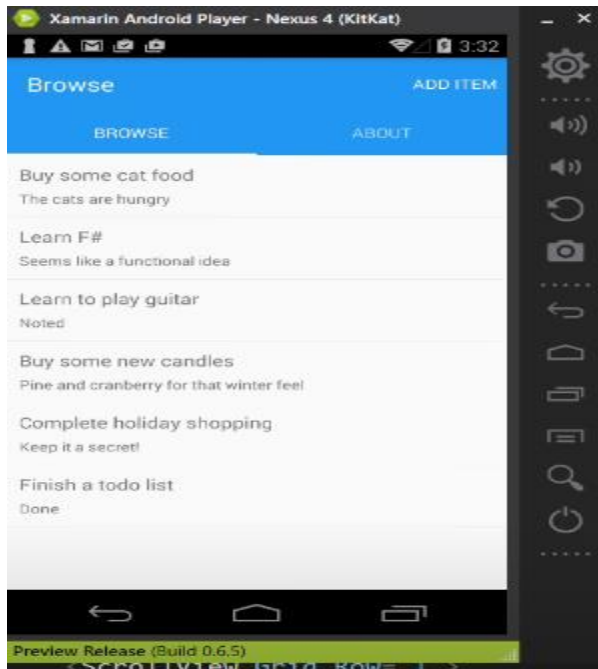 Xamarin Android Player - Nexus 4 (KitKat)
3:32
Browse
ADD ITEM
BROWSE
ABOUT
Buy some cat food
The cats are hungry
Learn F#
Seems like a functional idea
Learn to play guitar
Noted
Buy some new candles
Pine and cranberry for that winter feel
Complete holiday shopping
Keep it a secret!
Finish a todo list
Done
Preview Release (Build 0.6.5)
<ScrollView Grid.Row=